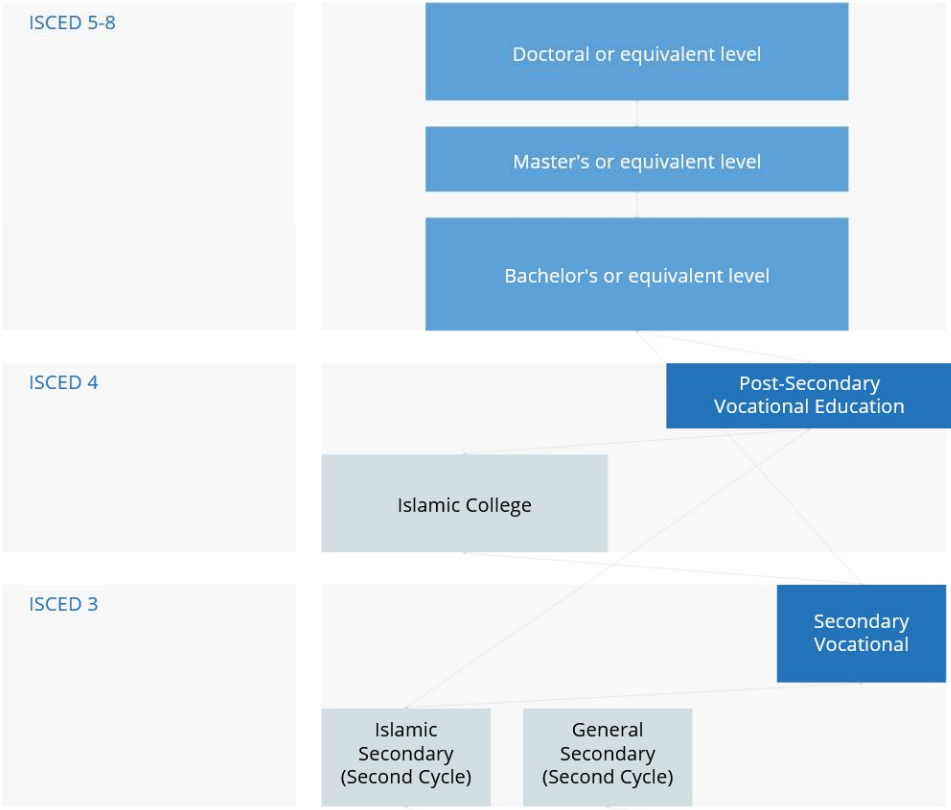 ISCED 5-8
Doctoral or equivalent level
Master's or equivalent level
Bachelor's or equivalent level
ISCED 4
Post-Secondary
Vocational Education
Islamic College
ISCED 3
Secondary
Vocational
Islamic
Secondary
(Second Cycle)
General
Secondary
(Second Cycle)